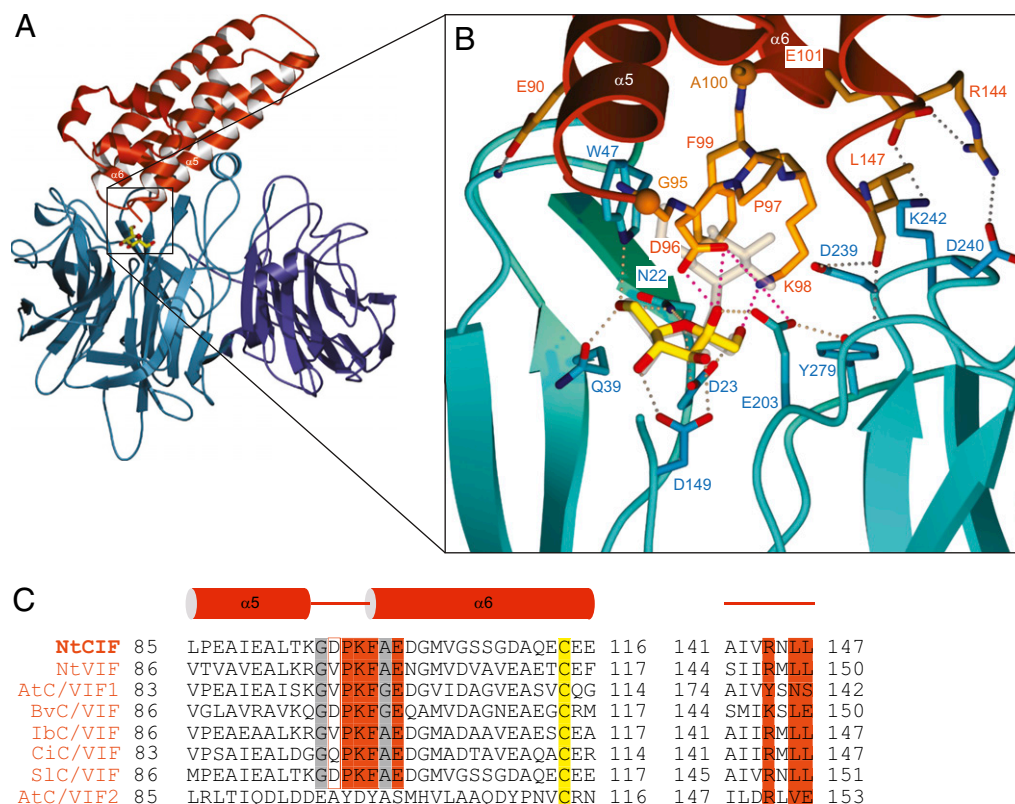 A
α5
α6
B
α6
E101
A100
E90
α5
R144
W47
F99
L147
G95
P97
K242
D96
D239
D240
N22
K98
Q39
D23
E203
Y279
D149
C
α5 α6
NtCIF 85 LPEAIEALTKGDPKFAEDGMVGSSGDAQECEE 116 141 AIVRNLL 147
NtVIF 86 VTVAVEALKRGVPKFAENGMVDVAVEAETCEF 117 144 SIIRMLL 150
AtC/VIF1 83 VPEAIEAISKGVPKFGEDGVIDAGVEASVCQG 114 174 AIVYSNS 142
BvC/VIF 86 VGLAVRAVKQGDPKFGEQAMVDAGNEAEGCRM 117 144 SMIKSLE 150
IbC/VIF 86 VPEAEAALKRGVPKFAEDGMADAAVEAESCEA 117 141 AIIRMLL 147
CiC/VIF 83 VPSAIEALDGGQPKFAEDGMADTAVEAQACER 114 141 AIIRMLL 147
SlC/VIF 86 MPEAIEALTKGDPKFAEDGMVGSSGDAQECEE 117 145 AIVRNLL 151
AtC/VIF2 85 LRLTIQDLDDEAYDYASMHVLAAQDYPNVCRN 116 147 ILDRLVE 153